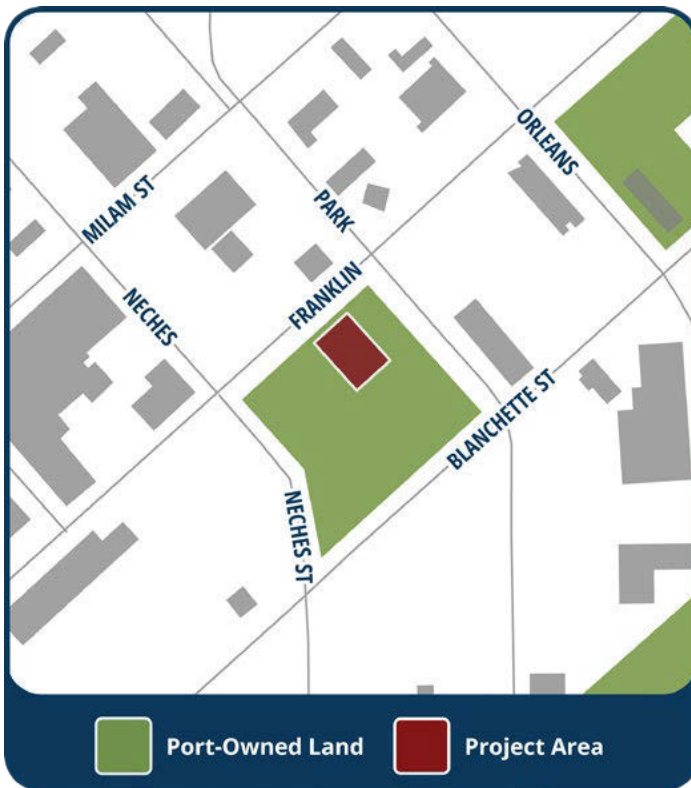 ORLEANS
MILAM ST
PARK
FRANKLIN
NECHES
BLANCHETTE ST
NECHES ST
Port-Owned Land
Project Area